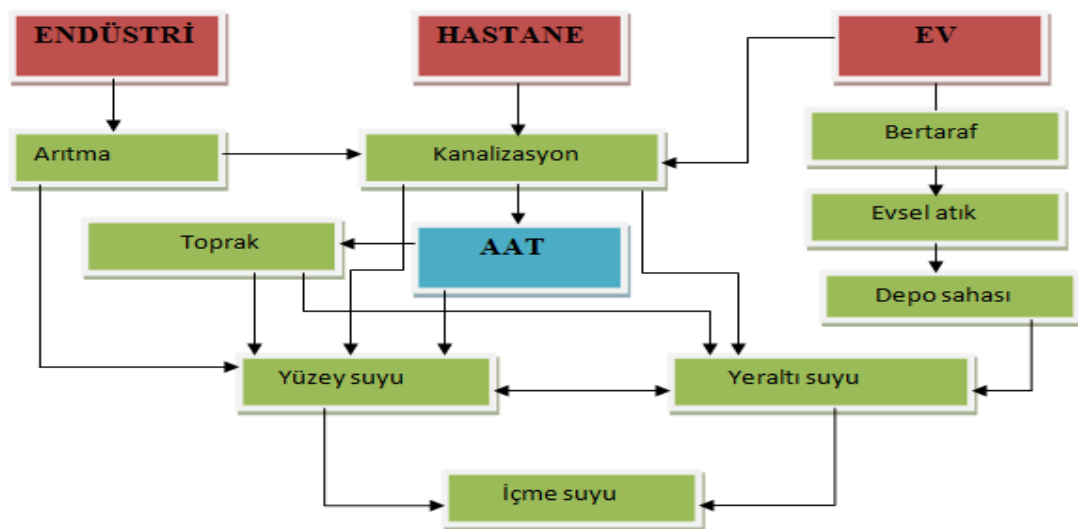 ENDÜSTRİ
HASTANE
EV
Arıtma
Kanalizasyon
Bertaraf
Toprak
AAT
Evsel atık
Depo sahası
Yüzey suyu
Yeraltı suyu
İçme suyu